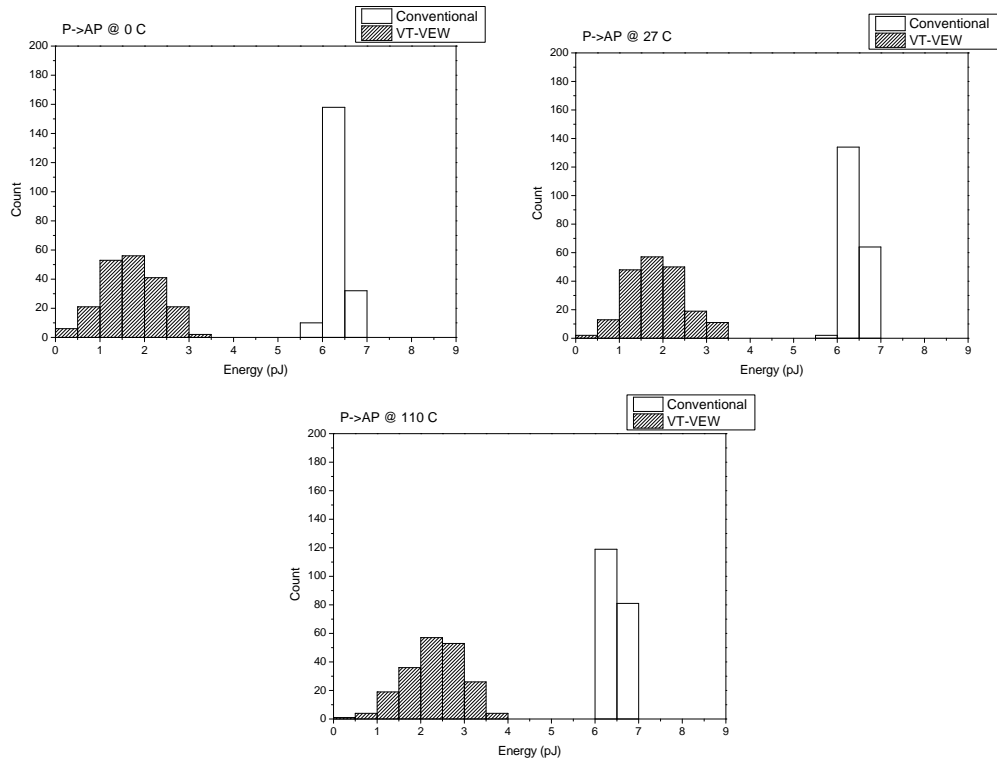 P->AP @ 0 C
Conventional
VT-VEW
200
180
160
140
120
100
80
60
40
20
0
Count
0 1 2 3 4 5 6 7 8 9
Energy (pJ)
P->AP @ 27 C
Conventional
VT-VEW
200
180
160
140
120
100
80
60
40
20
0
Count
0 1 2 3 4 5 6 7 8 9
Energy (pJ)
P->AP @ 110 C
Conventional
VT-VEW
200
180
160
140
120
100
80
60
40
20
0
Count
0 1 2 3 4 5 6 7 8 9
Energy (pJ)